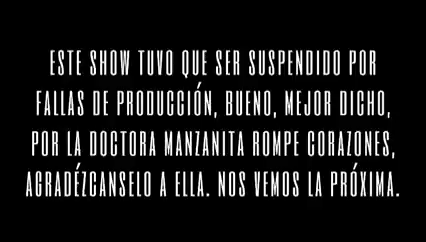 ESTE SHOW TUVO QUE SER SUSPENDIDO POR
FALLAS DE PRODUCCIÓN, BUENO, MEJOR DICHO,
POR LA DOCTORA MANZANITA ROMPE CORAZONES,
AGRADÉZCANSELO A ELLA. NOS VEMOS LA PRÓXIMA.